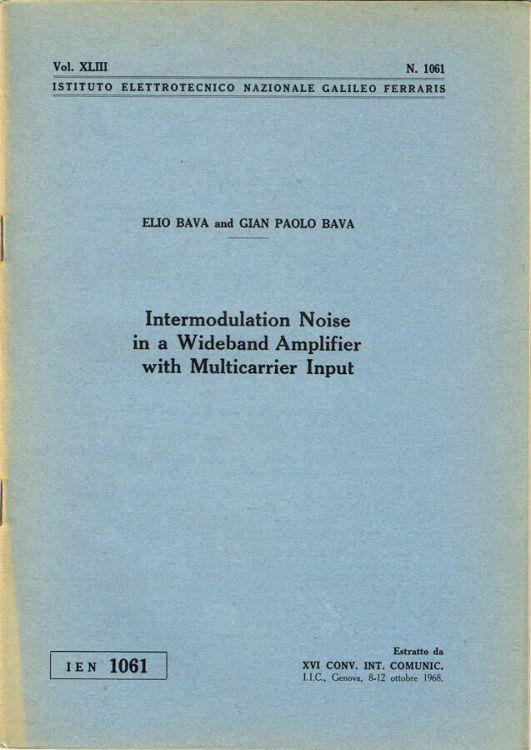 Vol. XLIII N. 1061
ISTITUTO ELETTROTECNICO NAZIONALE GALILEO FERRARIS
ELIO BAVA and GIAN PAOLO BAVA
Intermodulation Noise
in a Wideband Amplifier
with Multicarrier Input
IEN 1061
Estratto da
XVI CONV. INT. COMUNIC.
I.I.C., Genova, 8-12 ottobre 1968.